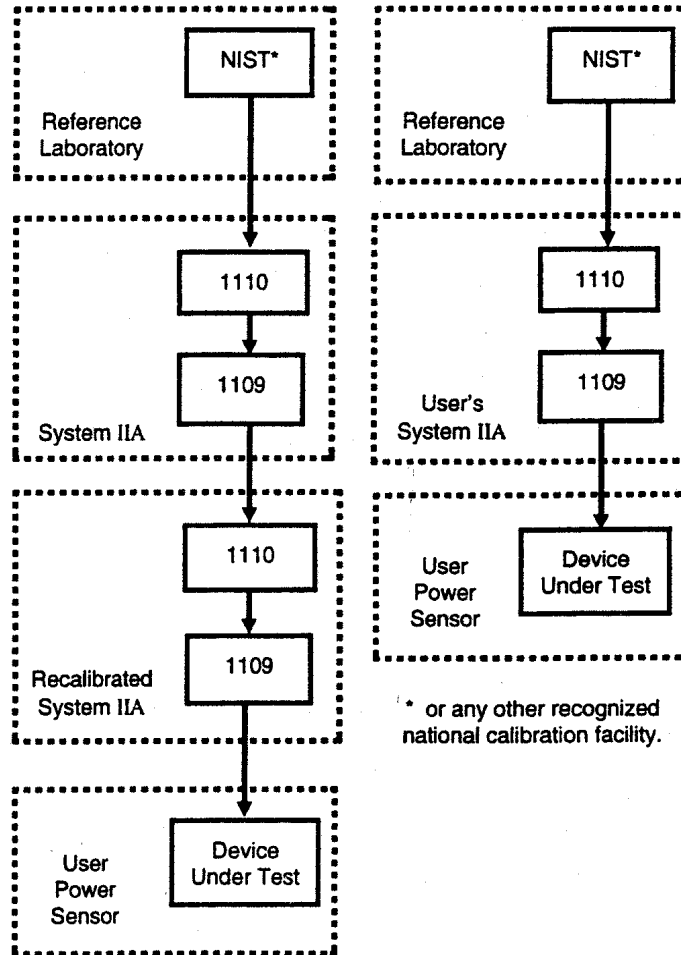 NIST*
Reference
Laboratory
1110
1109
System IIA
1110
1109
Recalibrated
System IIA
Device
Under Test
User
Power
Sensor
NIST*
Reference
Laboratory
1110
1109
User's
System IIA
Device
Under Test
User
Power
Sensor
* or any other recognized
national calibration facility.